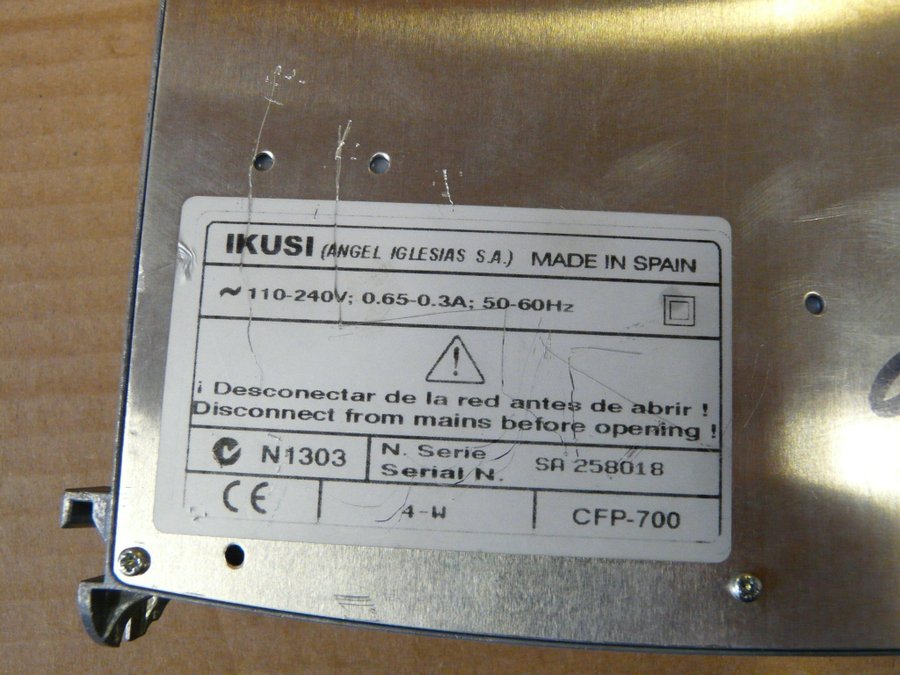 IKUSI (ANGEL IGLESIAS S.A.) MADE IN SPAIN
~ 110-240V; 0.65-0.3A; 50-60Hz
¡ Desconectar de la red antes de abrir !
Disconnect from mains before opening !
N1303
N. Serie
Serial N.
SA 258018
CE
4-W
CFP-700